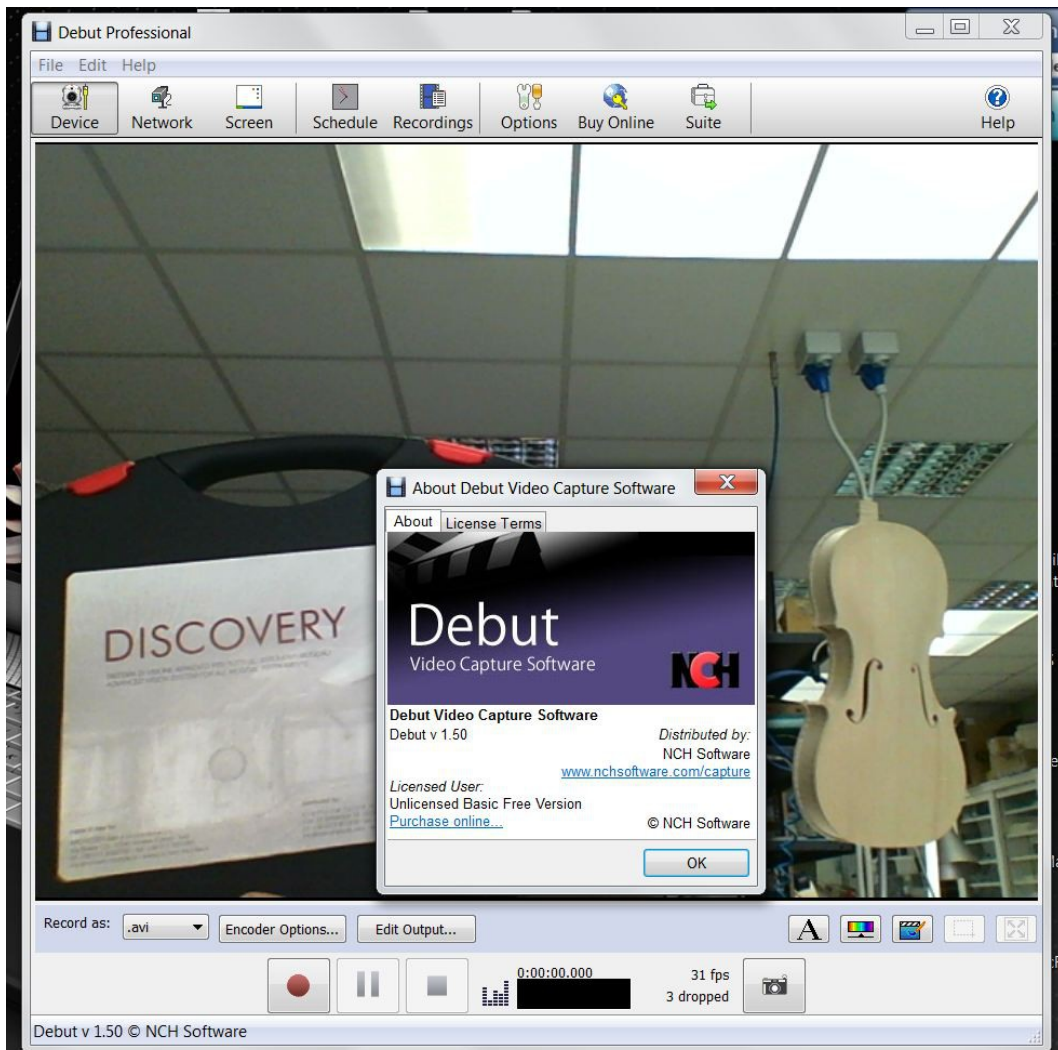 Debut Professional
File Edit Help
Device Network Screen Schedule Recordings Options Buy Online Suite Help
DISCOVERY
About Debut Video Capture Software
About License Terms
Debut
Video Capture Software
NCH
Debut Video Capture Software
Debut v 1.50
Distributed by:
NCH Software
www.nchsoftware.com/capture
Licensed User:
Unlicensed Basic Free Version
Purchase online...
© NCH Software
OK
Record as: .avi Encoder Options... Edit Output... A
0:00:00.000 31 fps
3 dropped
Debut v 1.50 © NCH Software